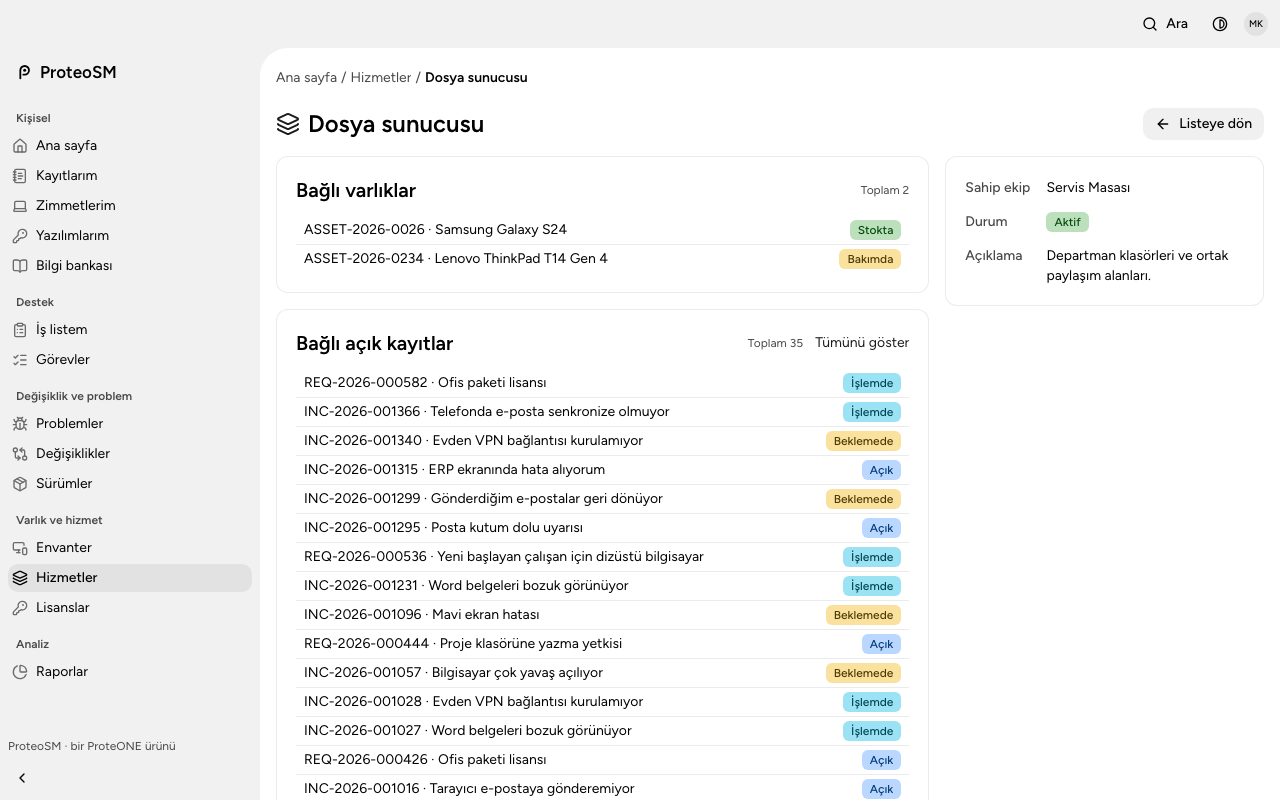 Ara
MK
ProteoSM
Kişisel
Ana sayfa
Kayıtlarım
Zimmetlerim
Yazılımlarım
Bilgi bankası
Destek
İş listem
Görevler
Değişiklik ve problem
Problemler
Değişiklikler
Sürümler
Varlık ve hizmet
Envanter
Hizmetler
Lisanslar
Analiz
Raporlar
ProteoSM · bir ProteONE ürünü
Ana sayfa / Hizmetler / Dosya sunucusu
Dosya sunucusu
Listeye dön
Bağlı varlıklar Toplam 2
ASSET-2026-0026 · Samsung Galaxy S24 Stokta
ASSET-2026-0234 · Lenovo ThinkPad T14 Gen 4 Bakımda
Bağlı açık kayıtlar Toplam 35 Tümünü göster
REQ-2026-000582 · Ofis paketi lisansı İşlemde
INC-2026-001366 · Telefonda e-posta senkronize olmuyor İşlemde
INC-2026-001340 · Evden VPN bağlantısı kurulamıyor Beklemede
INC-2026-001315 · ERP ekranında hata alıyorum Açık
INC-2026-001299 · Gönderdiğim e-postalar geri dönüyor Beklemede
INC-2026-001295 · Posta kutum dolu uyarısı Açık
REQ-2026-000536 · Yeni başlayan çalışan için dizüstü bilgisayar İşlemde
INC-2026-001231 · Word belgeleri bozuk görünüyor İşlemde
INC-2026-001096 · Mavi ekran hatası Beklemede
REQ-2026-000444 · Proje klasörüne yazma yetkisi Açık
INC-2026-001057 · Bilgisayar çok yavaş açılıyor Beklemede
INC-2026-001028 · Evden VPN bağlantısı kurulamıyor İşlemde
INC-2026-001027 · Word belgeleri bozuk görünüyor İşlemde
REQ-2026-000426 · Ofis paketi lisansı Açık
INC-2026-001016 · Tarayıcı e-postaya gönderemiyor Açık
Sahip ekip Servis Masası
Durum Aktif
Açıklama Departman klasörleri ve ortak
paylaşım alanları.